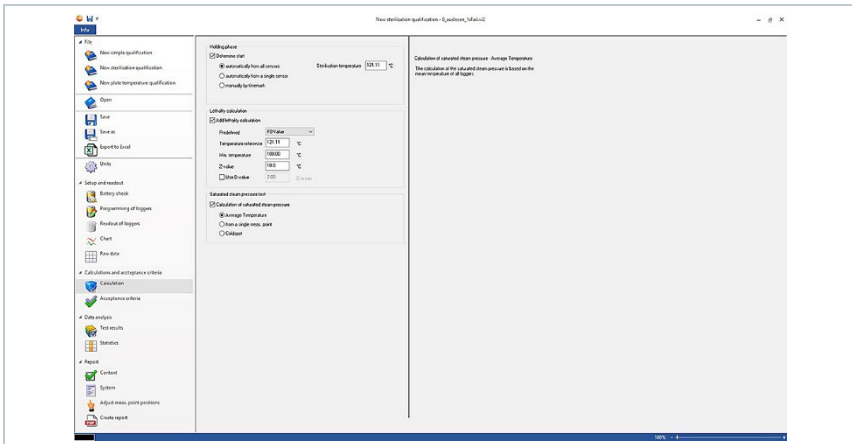 New sterilisation qualification - 0_auslesen_1sfail.vi2
Info
File
New simple qualification
New sterilisation qualification
New plate temperature qualification
Open
Save
Save as
Export to Excel
Unity
Setup and readout
Battery check
Programming of loggers
Readout of loggers
Chart
Raw data
Calculations and acceptance criteria
Calculation
Acceptance criteria
Data analysis
Test results
Statistics
Report
Content
System
Adjust meas. point positions
Create report
Holding phase
Determine start
automatically from all sensors
Sterilisation temperature 121.11 °C
automatically from a single sensor
manually by timemark
Lethality calculation
Add lethality calculation
Predefined F0 Value
Temperature reference 121.11 °C
Min. temperature 100.00 °C
Z-value 10.0 °C
Use D-value 2.00
Saturated steam pressure test
Calculation of saturated steam pressure
Average Temperature
from a single meas. point
Coldspot
Calculation of saturated steam pressure - Average Temperature
The calculation of the saturated steam pressure is based on the
mean temperature of all loggers.
100%